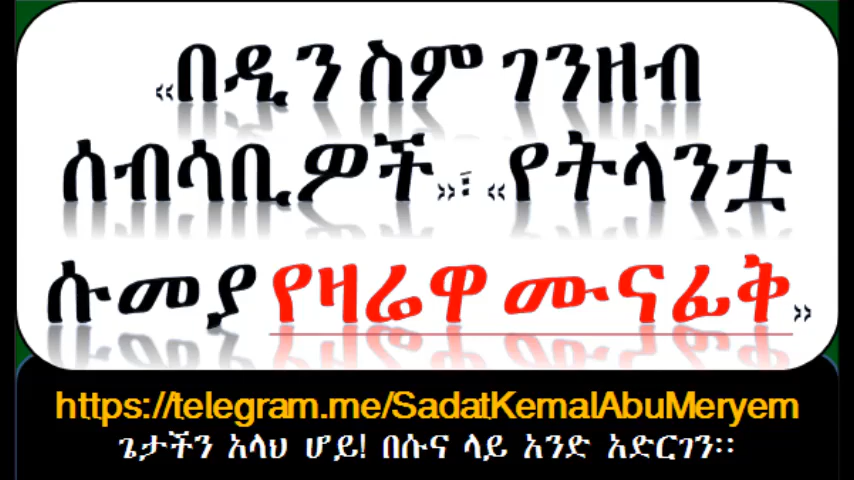 «በዲን ስም ገንዘብ
ሰብሳቢዎች»፣ «የትላንቷ
ሱመያ የዛሬዋ ሙናፊቅ»
https://telegram.me/SadatKemalAbuMeryem
ጌታችን አላህ ሆይ! በሱና ላይ አንድ አድርገን፡፡